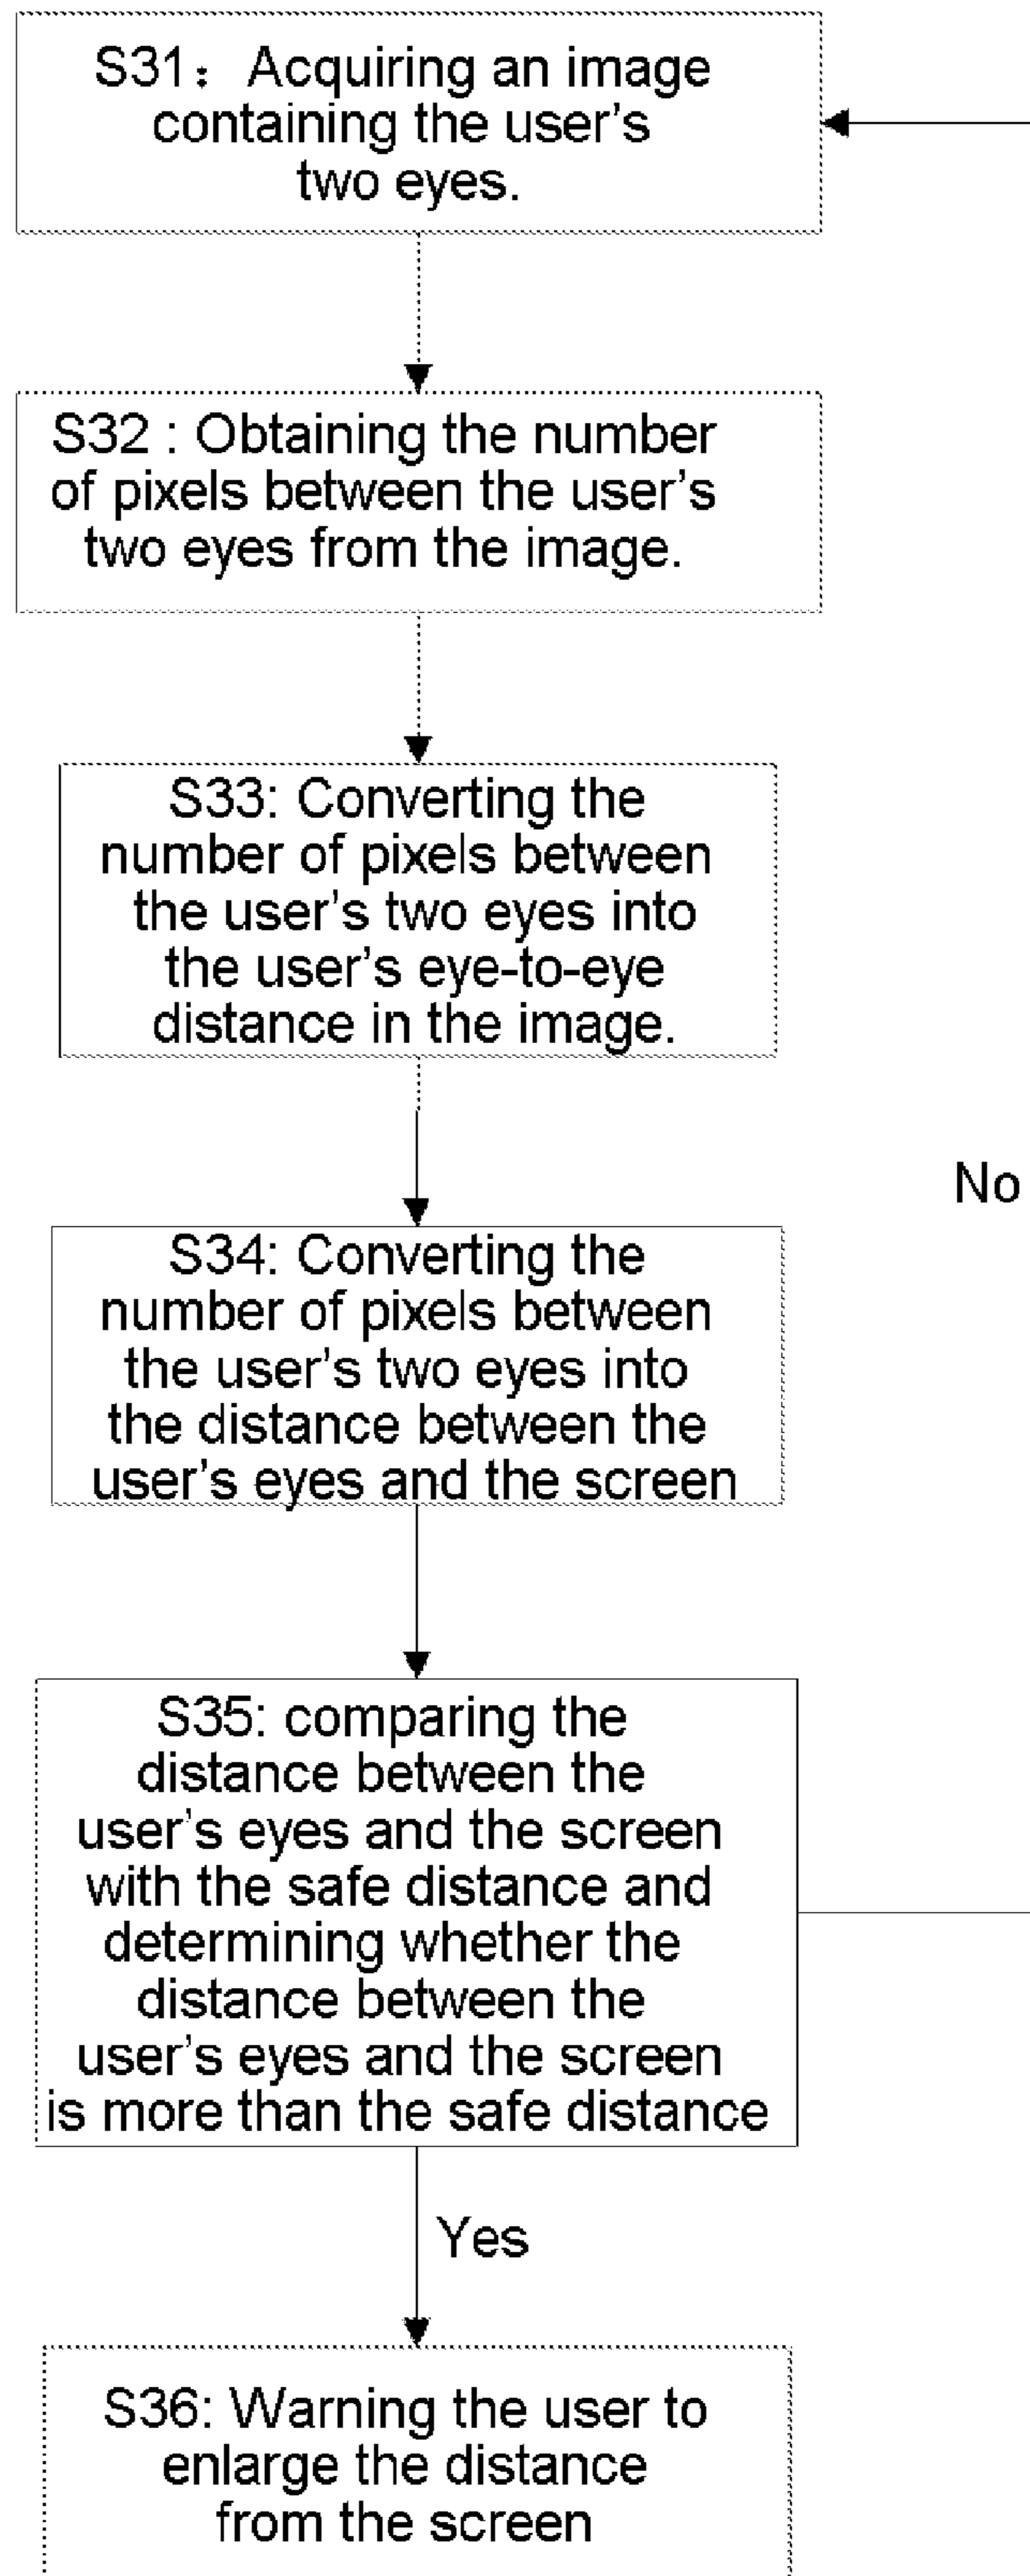 S31： Acquiring an image
containing the user's
two eyes.
S32 : Obtaining the number
of pixels between the user's
two eyes from the image.
S33: Converting the
number of pixels between
the user's two eyes into
the user's eye-to-eye
distance in the image.
No
S34: Converting the
number of pixels between
the user's two eyes into
the distance between the
user's eyes and the screen
S35: comparing the
distance between the
user's eyes and the screen
with the safe distance and
determining whether the
distance between the
user's eyes and the screen
is more than the safe distance
Yes
S36: Warning the user to
enlarge the distance
from the screen